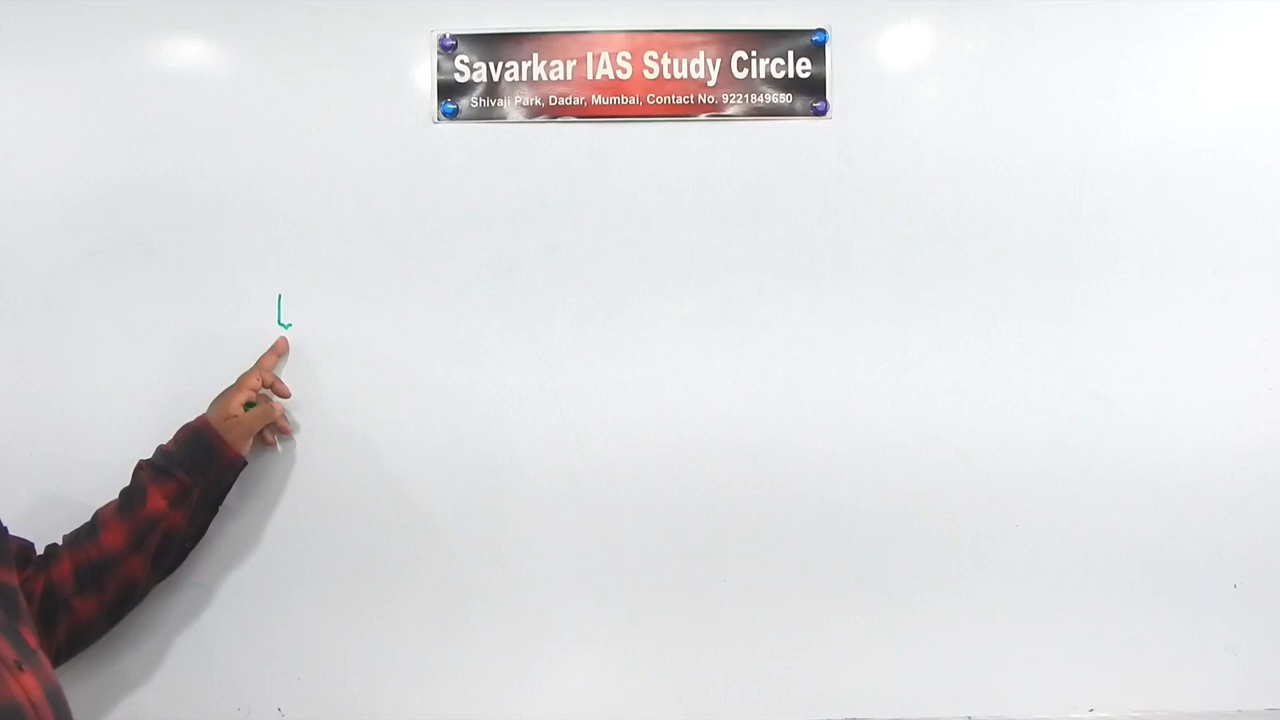 Savarkar IAS Study Circle
Shivaji Park, Dadar, Mumbai, Contact No. 9221849650